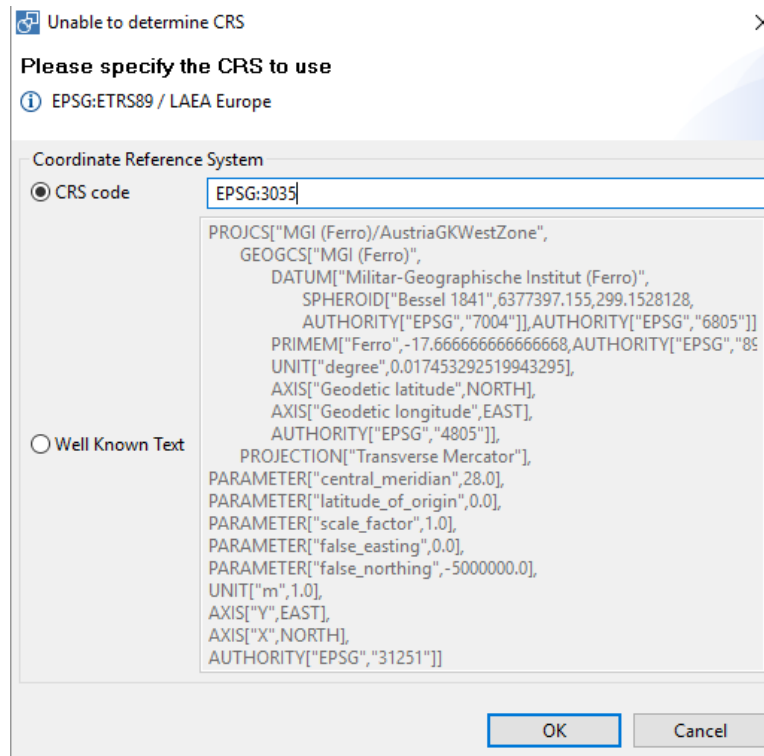 Unable to determine CRS
Please specify the CRS to use
EPSG:ETRS89 / LAEA Europe
Coordinate Reference System
CRS code
EPSG:3035
PROJCS["MGI (Ferro)/AustriaGKWestZone",
GEOGCS["MGI (Ferro)",
DATUM["Militar-Geographische Institut (Ferro)",
SPHEROID["Bessel 1841",6377397.155,299.1528128,
AUTHORITY["EPSG","7004"]],AUTHORITY["EPSG","6805"]]
PRIMEM["Ferro",-17.666666666666668,AUTHORITY["EPSG","89
UNIT["degree",0.017453292519943295],
AXIS["Geodetic latitude",NORTH],
AXIS["Geodetic longitude",EAST],
AUTHORITY["EPSG","4805"]],
Well Known Text
PROJECTION["Transverse Mercator"],
PARAMETER["central_meridian",28.0],
PARAMETER["latitude_of_origin",0.0],
PARAMETER["scale_factor",1.0],
PARAMETER["false_easting",0.0],
PARAMETER["false_northing",-5000000.0],
UNIT["m",1.0],
AXIS["Y",EAST],
AXIS["X",NORTH],
AUTHORITY["EPSG","31251"]]
OK
Cancel